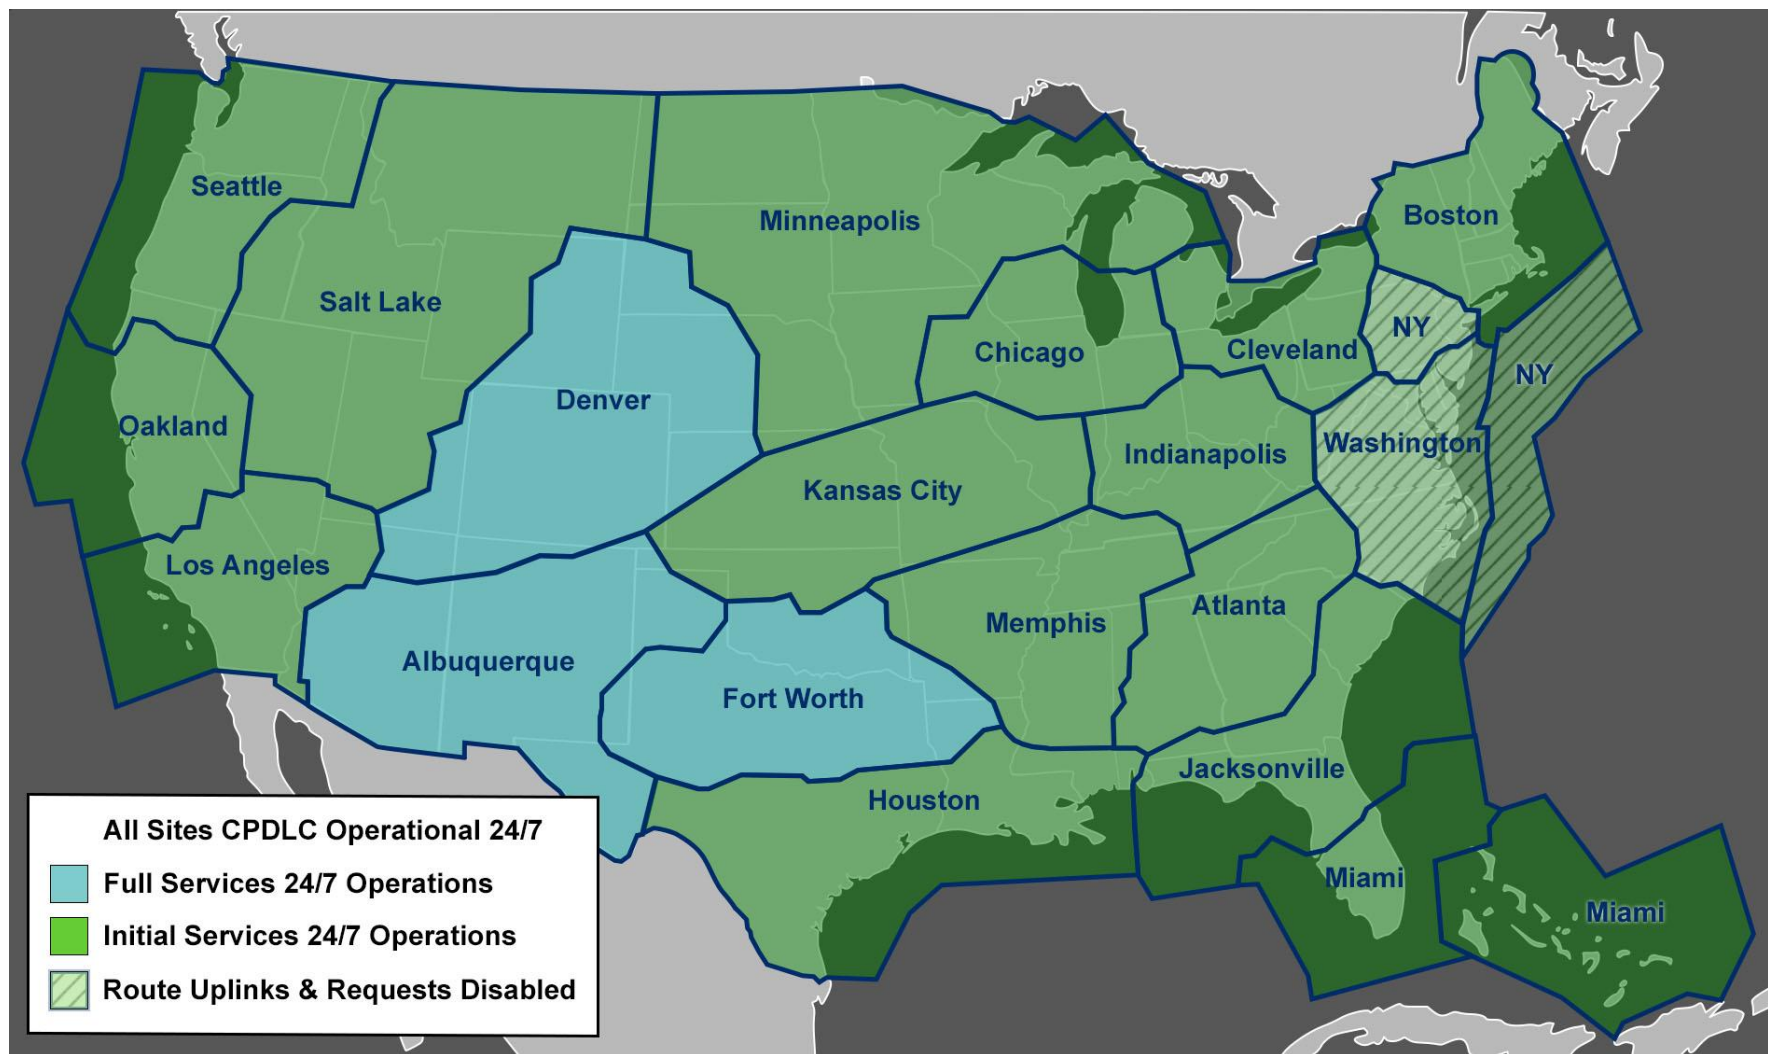 Seattle
Minneapolis
Boston
Salt Lake
NY
Chicago
Cleveland
NY
Denver
Oakland
Washington
Indianapolis
Kansas City
Los Angeles
Atlanta
Memphis
Albuquerque
Fort Worth
Jacksonville
Houston
Miami
Miami
All Sites CPDLC Operational 24/7
Full Services 24/7 Operations
Initial Services 24/7 Operations
Route Uplinks & Requests Disabled